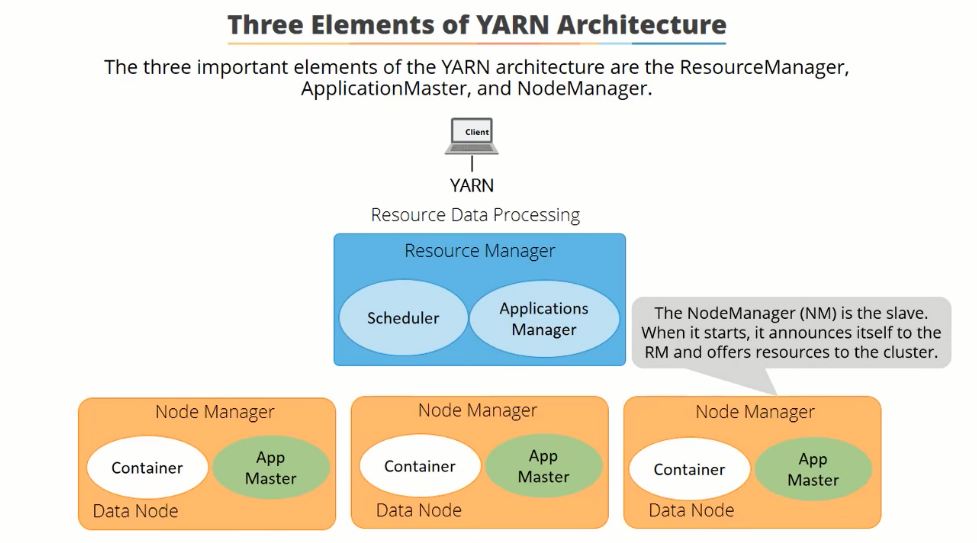 Three Elements of YARN Architecture
The three important elements of the YARN architecture are the ResourceManager,
ApplicationMaster, and NodeManager.
Client
YARN
Resource Data Processing
Resource Manager
Scheduler
Applications
Manager
The NodeManager (NM) is the slave.
When it starts, it announces itself to the
RM and offers resources to the cluster.
Node Manager
Container
App
Master
Data Node
Node Manager
Container
App
Master
Data Node
Node Manager
Container
App
Master
Data Node